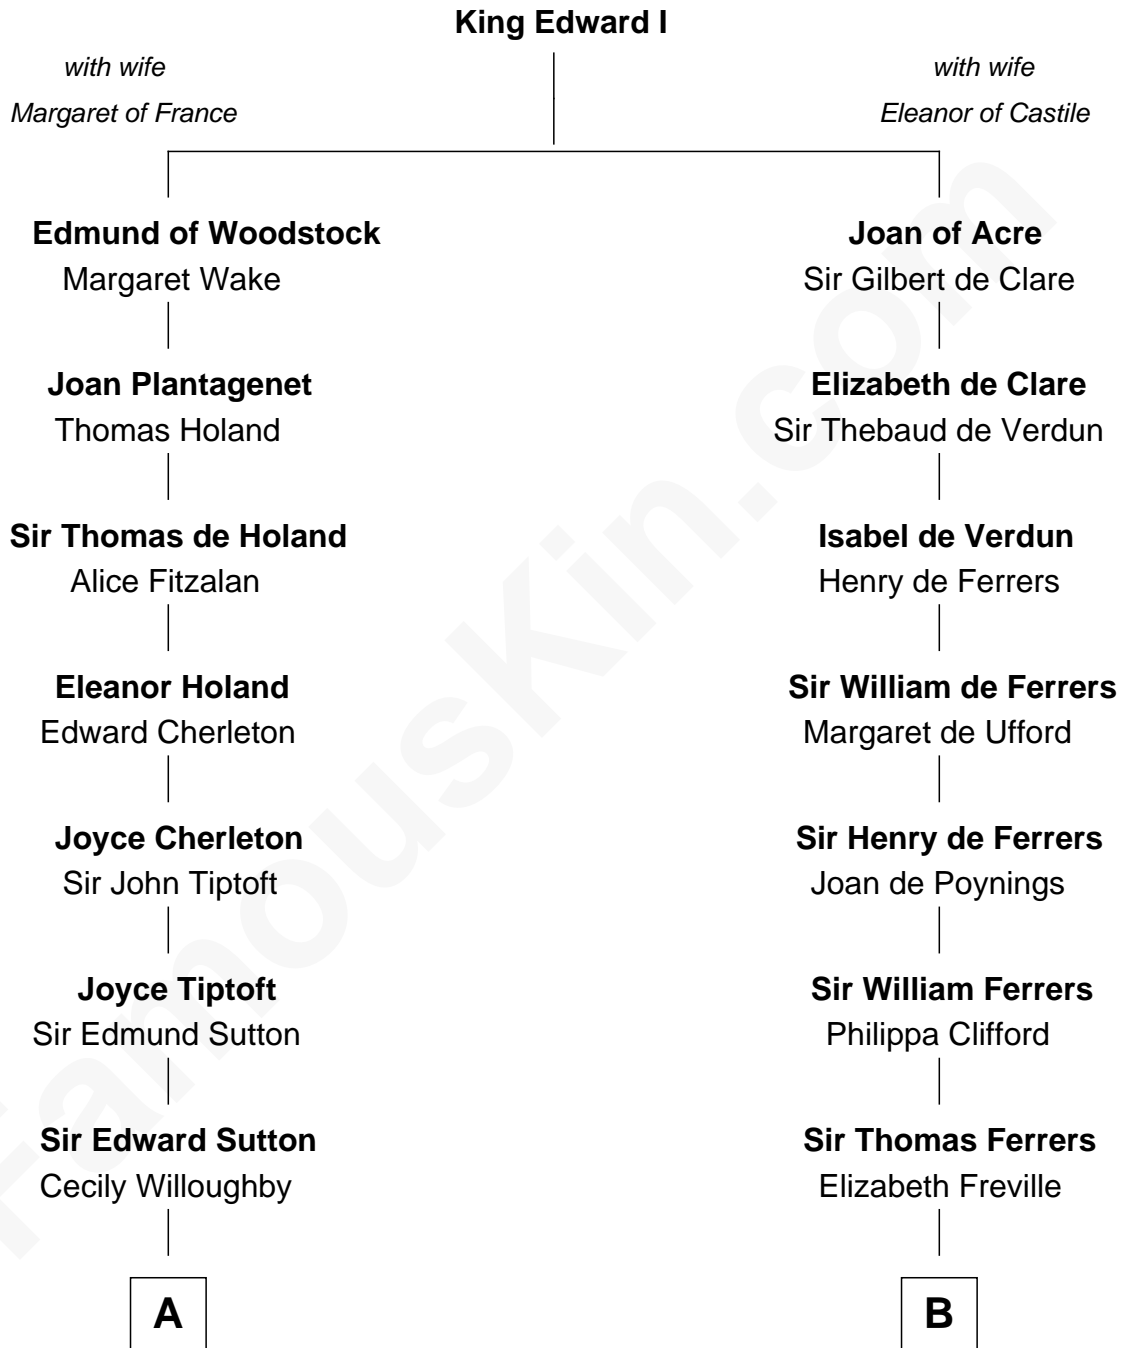 King Edward I
with wife
Margaret of France
with wife
Eleanor of Castile
Edmund of Woodstock
Margaret Wake
Joan of Acre
Sir Gilbert de Clare
Joan Plantagenet
Thomas Holand
Elizabeth de Clare
Sir Thebaud de Verdun
Sir Thomas de Holand
Alice Fitzalan
Isabel de Verdun
Henry de Ferrers
Eleanor Holand
Edward Cherleton
Sir William de Ferrers
Margaret de Ufford
Joyce Cherleton
Sir John Tiptoft
Sir Henry de Ferrers
Joan de Poynings
Joyce Tiptoft
Sir Edmund Sutton
Sir William Ferrers
Philippa Clifford
Sir Edward Sutton
Cecily Willoughby
Sir Thomas Ferrers
Elizabeth Freville
A
B
FamousKin.com